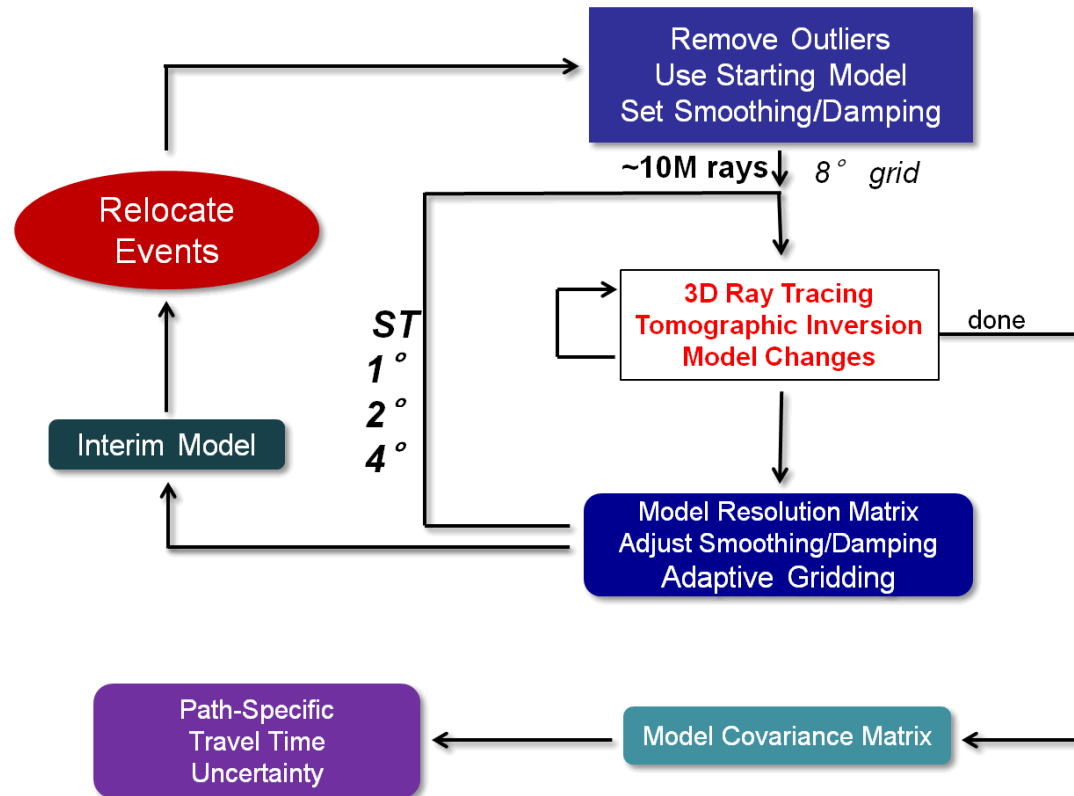 Remove Outliers
Use Starting Model
Set Smoothing/Damping
~10M rays
8° grid
Relocate
Events
3D Ray Tracing
Tomographic Inversion
Model Changes
done
ST
1°
2°
4°
Interim Model
Model Resolution Matrix
Adjust Smoothing/Damping
Adaptive Gridding
Path-Specific
Travel Time
Uncertainty
Model Covariance Matrix